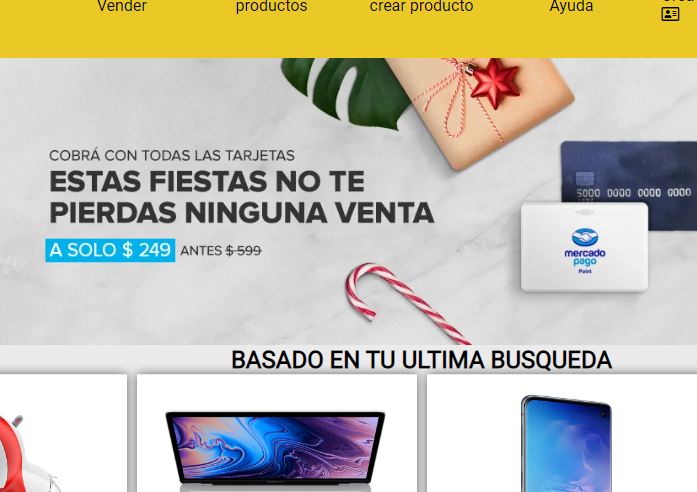 Vender productos crear producto Ayuda
COBRÁ CON TODAS LAS TARJETAS
ESTAS FIESTAS NO TE
PIERDAS NINGUNA VENTA
A SOLO $ 249 ANTES $ 599
5000 0000 0000 0000
mercado
pago
Point
BASADO EN TU ULTIMA BUSQUEDA